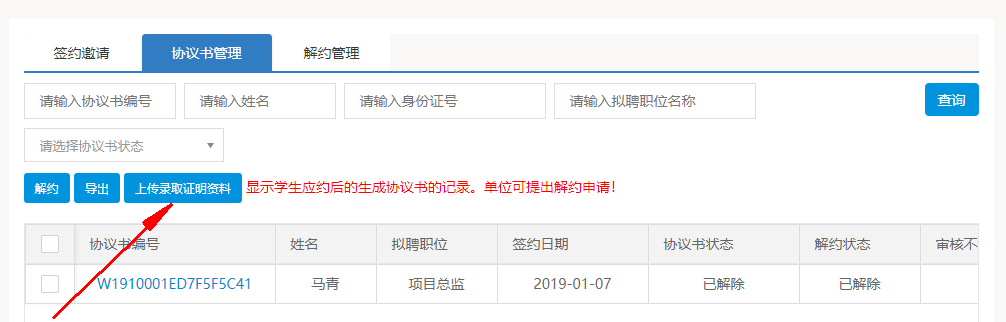 签约邀请 协议书管理 解约管理
请输入协议书编号 请输入姓名 请输入身份证号 请输入拟聘职位名称 查询
请选择协议书状态
解约 导出 上传录取证明资料 显示学生应约后的生成协议书的记录。单位可提出解约申请！
协议书编号 姓名 拟聘职位 签约日期 协议书状态 解约状态 审核不
W1910001ED7F5F5C41 马青 项目总监 2019-01-07 已解除 已解除